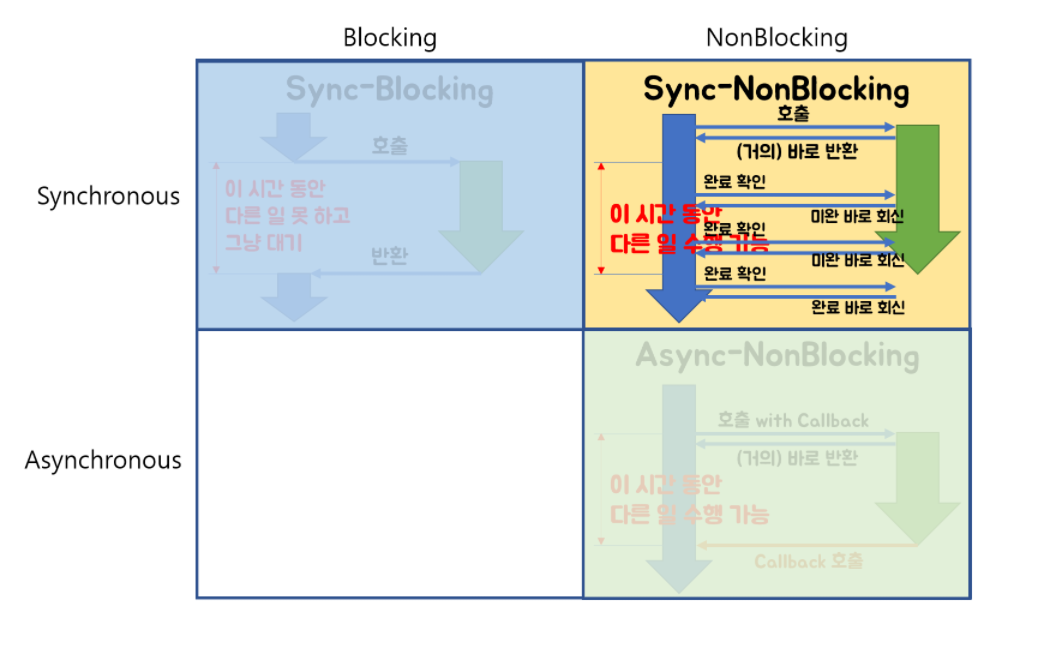 Blocking
NonBlocking
Synchronous
Sync-Blocking
호출
이 시간 동안
다른 일 못 하고
그냥 대기
반환
Sync-NonBlocking
호출
(거의) 바로 반환
완료 확인
미완 바로 회신
이 시간 동안
완료 확인
다른 일 수행 가능
미완 바로 회신
완료 확인
완료 바로 회신
Asynchronous
Async-NonBlocking
호출 with Callback
(거의) 바로 반환
이 시간 동안
다른 일 수행 가능
Callback 호출